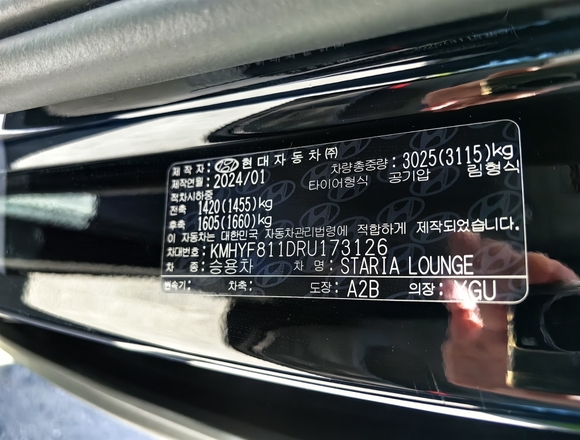 제 작 자 : 현대자동차㈜
제작연월 : 2024/01 차량총중량 : 3025(3115)kg
적차시하중 타이어형식 공기압 림형식
전축 1420(1455)kg
후축 1605(1660)kg
이 자동차는 대한민국 자동차관리법령에 적합하게 제작되었습니다.
차대번호 : KMHYF811DRU173126
차 종 : 승용차 차 명 : STARIA LOUNGE
변속기 : 차축 : 도장 : A2B 의장 :